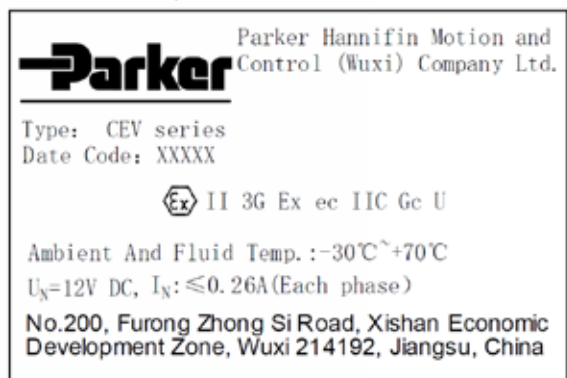 Parker
Parker Hannifin Motion and
Control (Wuxi) Company Ltd.
Type: CEV series
Date Code: XXXXX
Ex II 3G Ex ec IIC Gc U
Ambient And Fluid Temp.:-30℃~+70℃
UN=12V DC, IN:≤0.26A(Each phase)
No.200, Furong Zhong Si Road, Xishan Economic
Development Zone, Wuxi 214192, Jiangsu, China